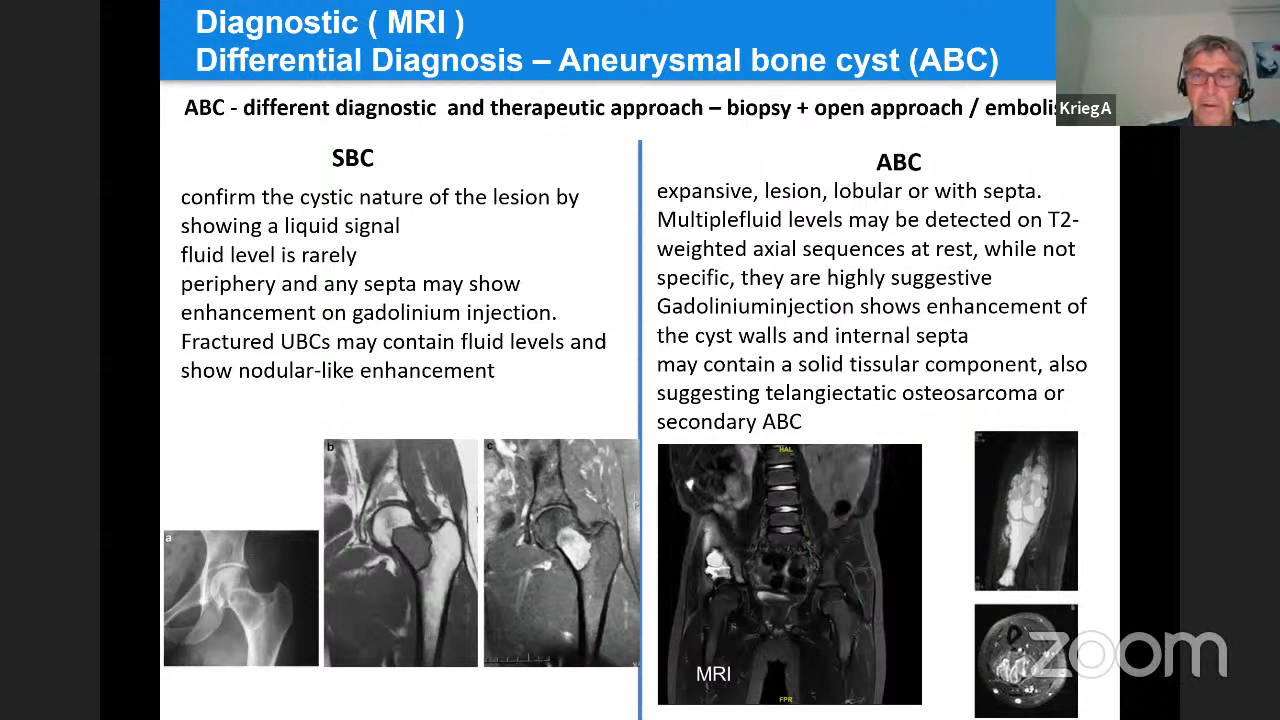 Diagnostic ( MRI )
Differential Diagnosis – Aneurysmal bone cyst (ABC)
ABC - different diagnostic and therapeutic approach – biopsy + open approach / embolis
KriegA
SBC
confirm the cystic nature of the lesion by
showing a liquid signal
fluid level is rarely
periphery and any septa may show
enhancement on gadolinium injection.
Fractured UBCs may contain fluid levels and
show nodular-like enhancement
ABC
expansive, lesion, lobular or with septa.
Multiplefluid levels may be detected on T2-
weighted axial sequences at rest, while not
specific, they are highly suggestive
Gadoliniuminjection shows enhancement of
the cyst walls and internal septa
may contain a solid tissular component, also
suggesting telangiectatic osteosarcoma or
secondary ABC
a
b
c
HAL
MRI
FPR
zoom